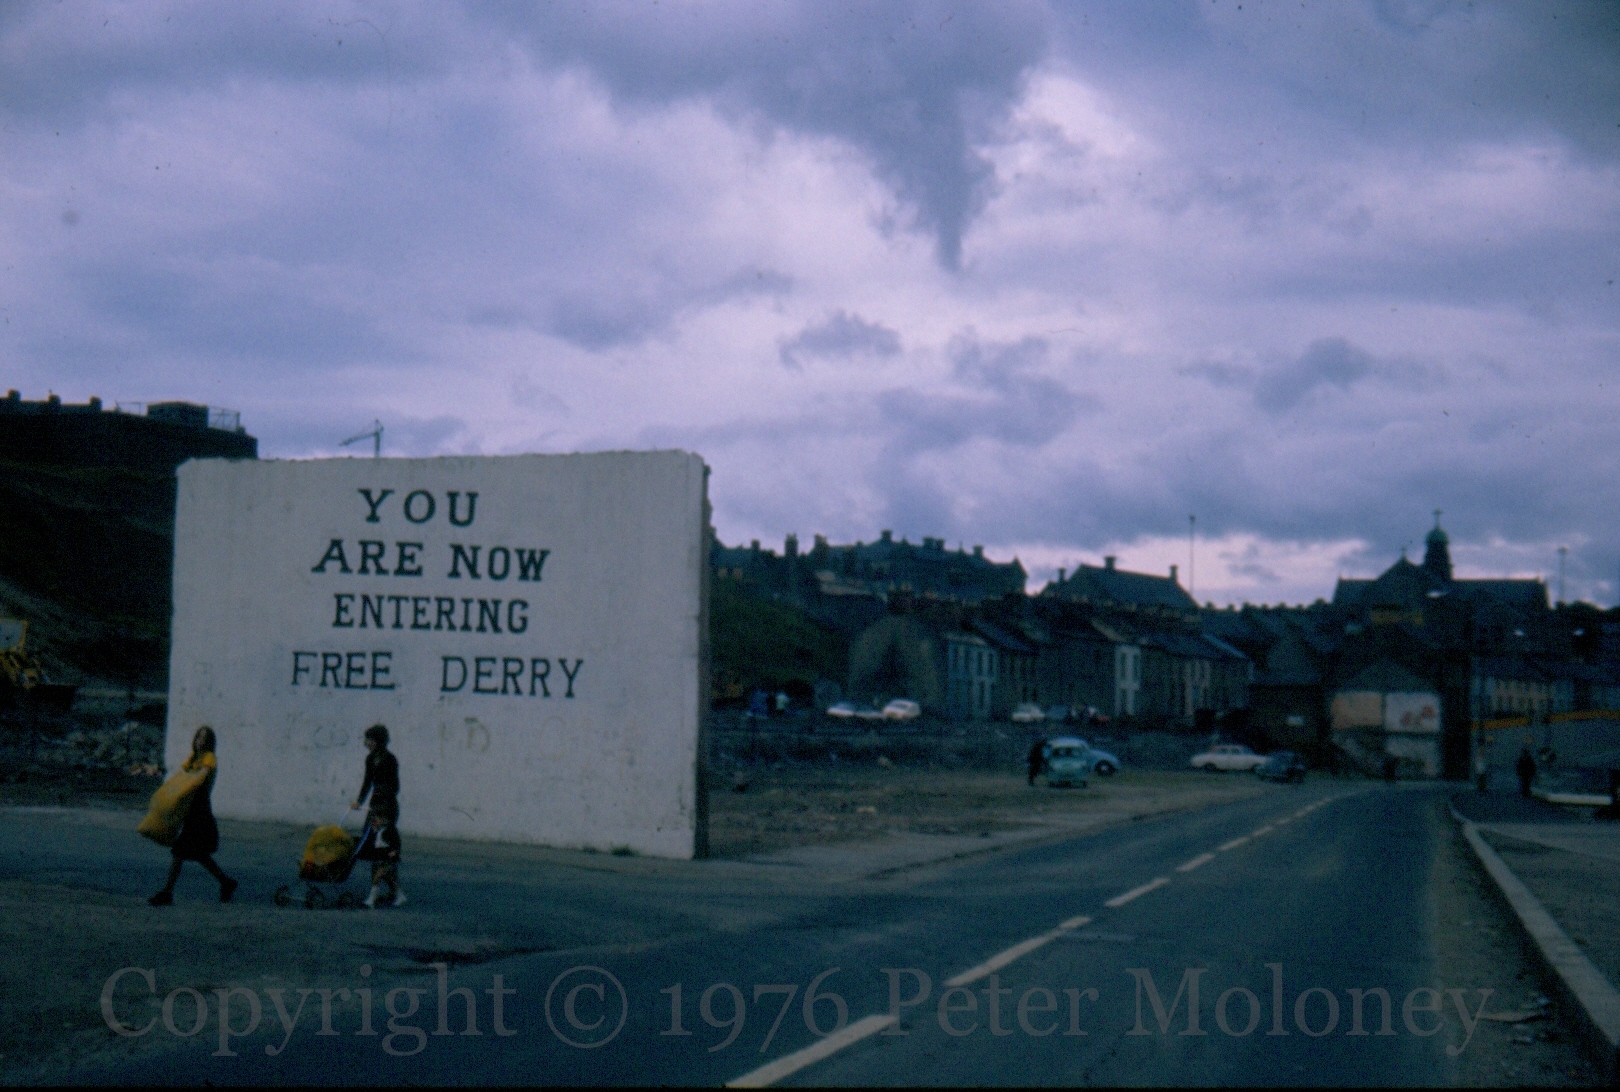 YOU
ARE NOW
ENTERING
FREE DERRY
Copyright © 1976 Peter Moloney